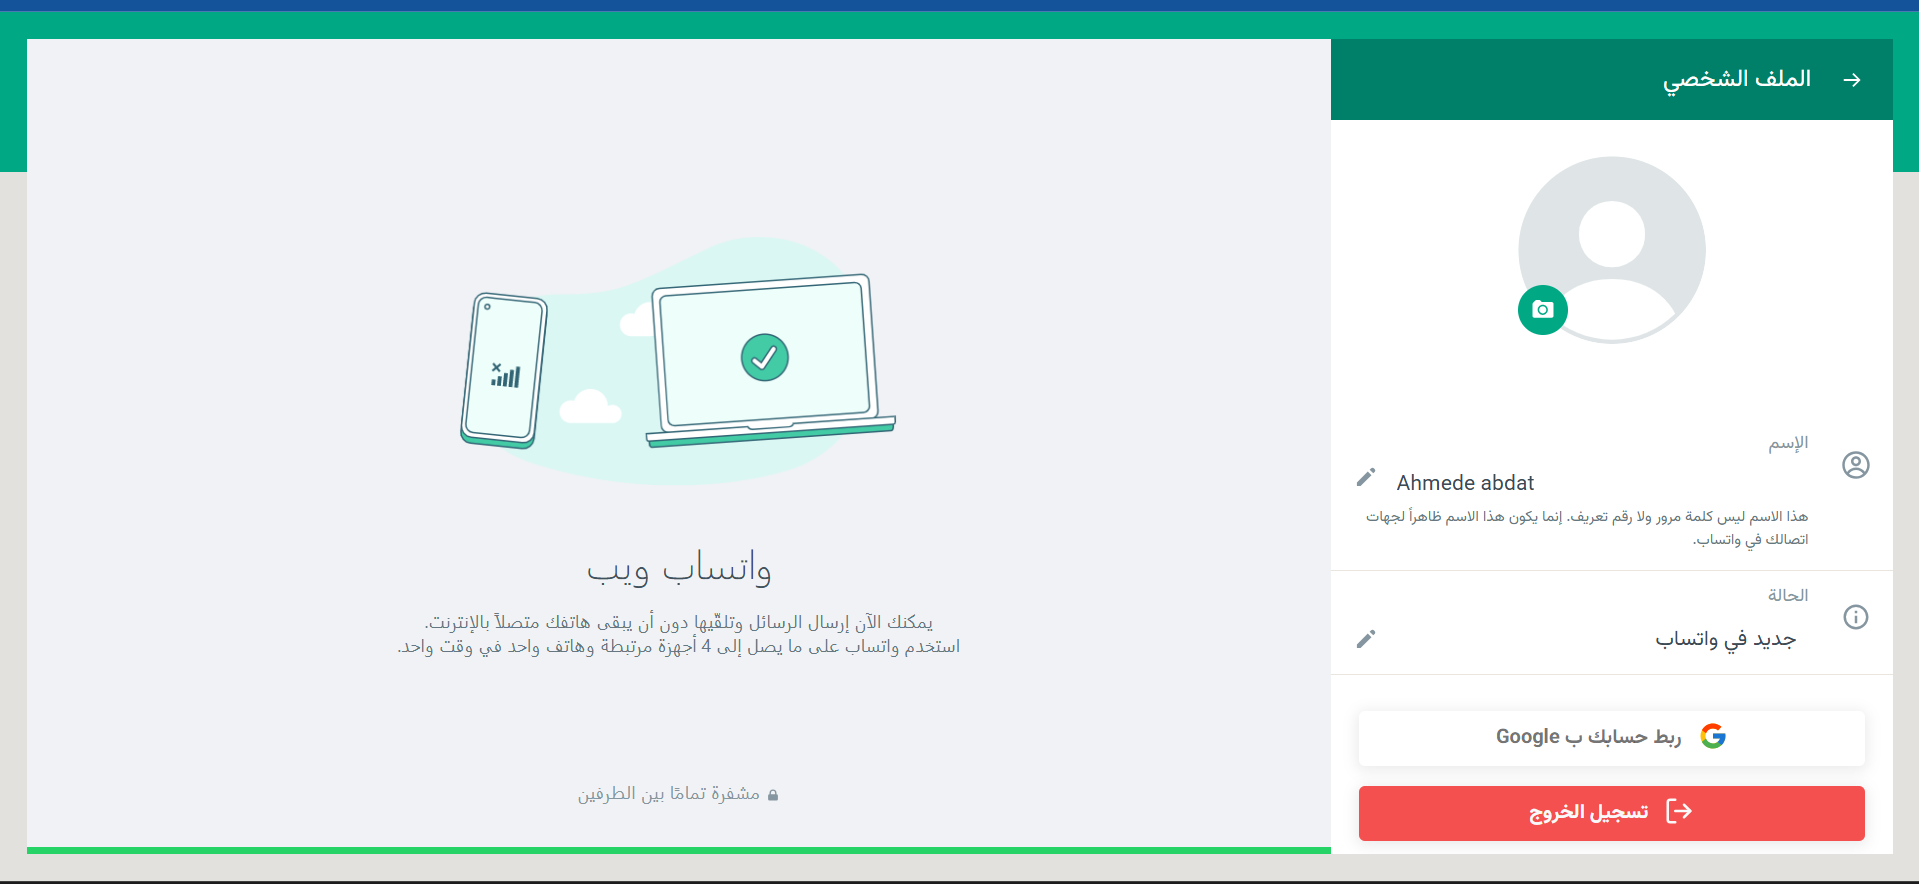 الملف الشخصي
الإسم
Ahmede abdat
هذا الاسم ليس كلمة مرور ولا رقم تعريف. إنما يكون هذا الاسم ظاهراً لجهات
اتصالك في واتساب.
الحالة
جديد في واتساب
ربط حسابك ب Google
تسجيل الخروج
واتساب ويب
يمكنك الآن إرسال الرسائل وتلقّيها دون أن يبقى هاتفك متصلاً بالإنترنت.
استخدم واتساب على ما يصل إلى 4 أجهزة مرتبطة وهاتف واحد في وقت واحد.
مشفرة تمامًا بين الطرفين